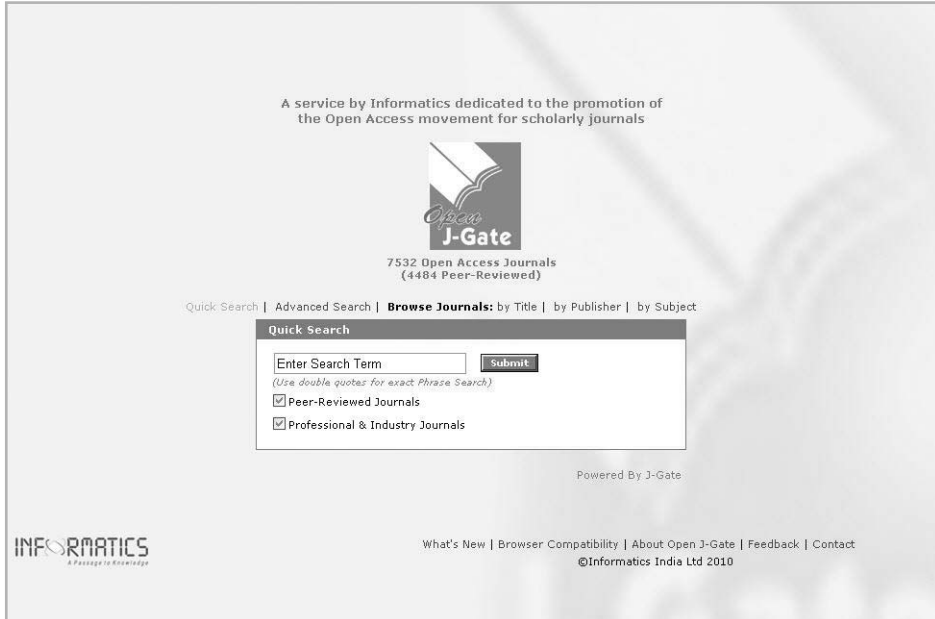 A service by Informatics dedicated to the promotion of
the Open Access movement for scholarly journals
Open
J-Gate
7532 Open Access Journals
(4484 Peer-Reviewed)
Quick Search | Advanced Search | Browse Journals: by Title | by Publisher | by Subject
Quick Search
Enter Search Term Submit
(Use double quotes for exact Phrase Search)
Peer-Reviewed Journals
Professional & Industry Journals
Powered By J-Gate
INFORMATICS
A Passage to Knowledge
What's New | Browser Compatibility | About Open J-Gate | Feedback | Contact
©Informatics India Ltd 2010